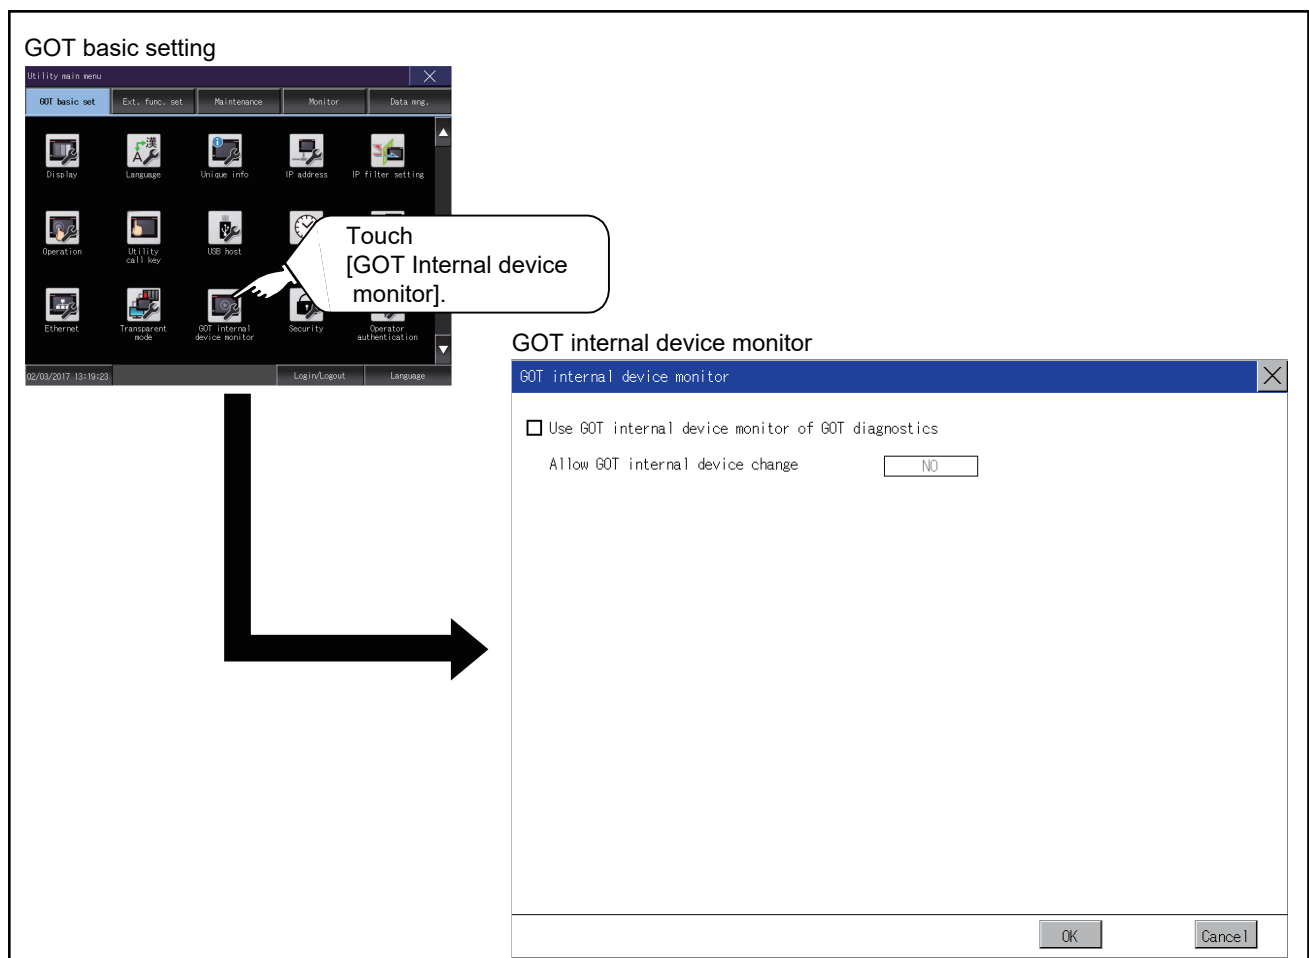 GOT basic setting
Utility main menu
GOT basic set Ext. func. set Maintenance Monitor Data mng.
Display Language Unique info IP address IP filter setting
Operation Utility call key USB host
Touch
[GOT Internal device
monitor].
Ethernet Transparent mode GOT internal device monitor Security Operator authentication
02/03/2017 13:19:23 Login/Logout Language
GOT internal device monitor
GOT internal device monitor
Use GOT internal device monitor of GOT diagnostics
Allow GOT internal device change NO
OK Cancel